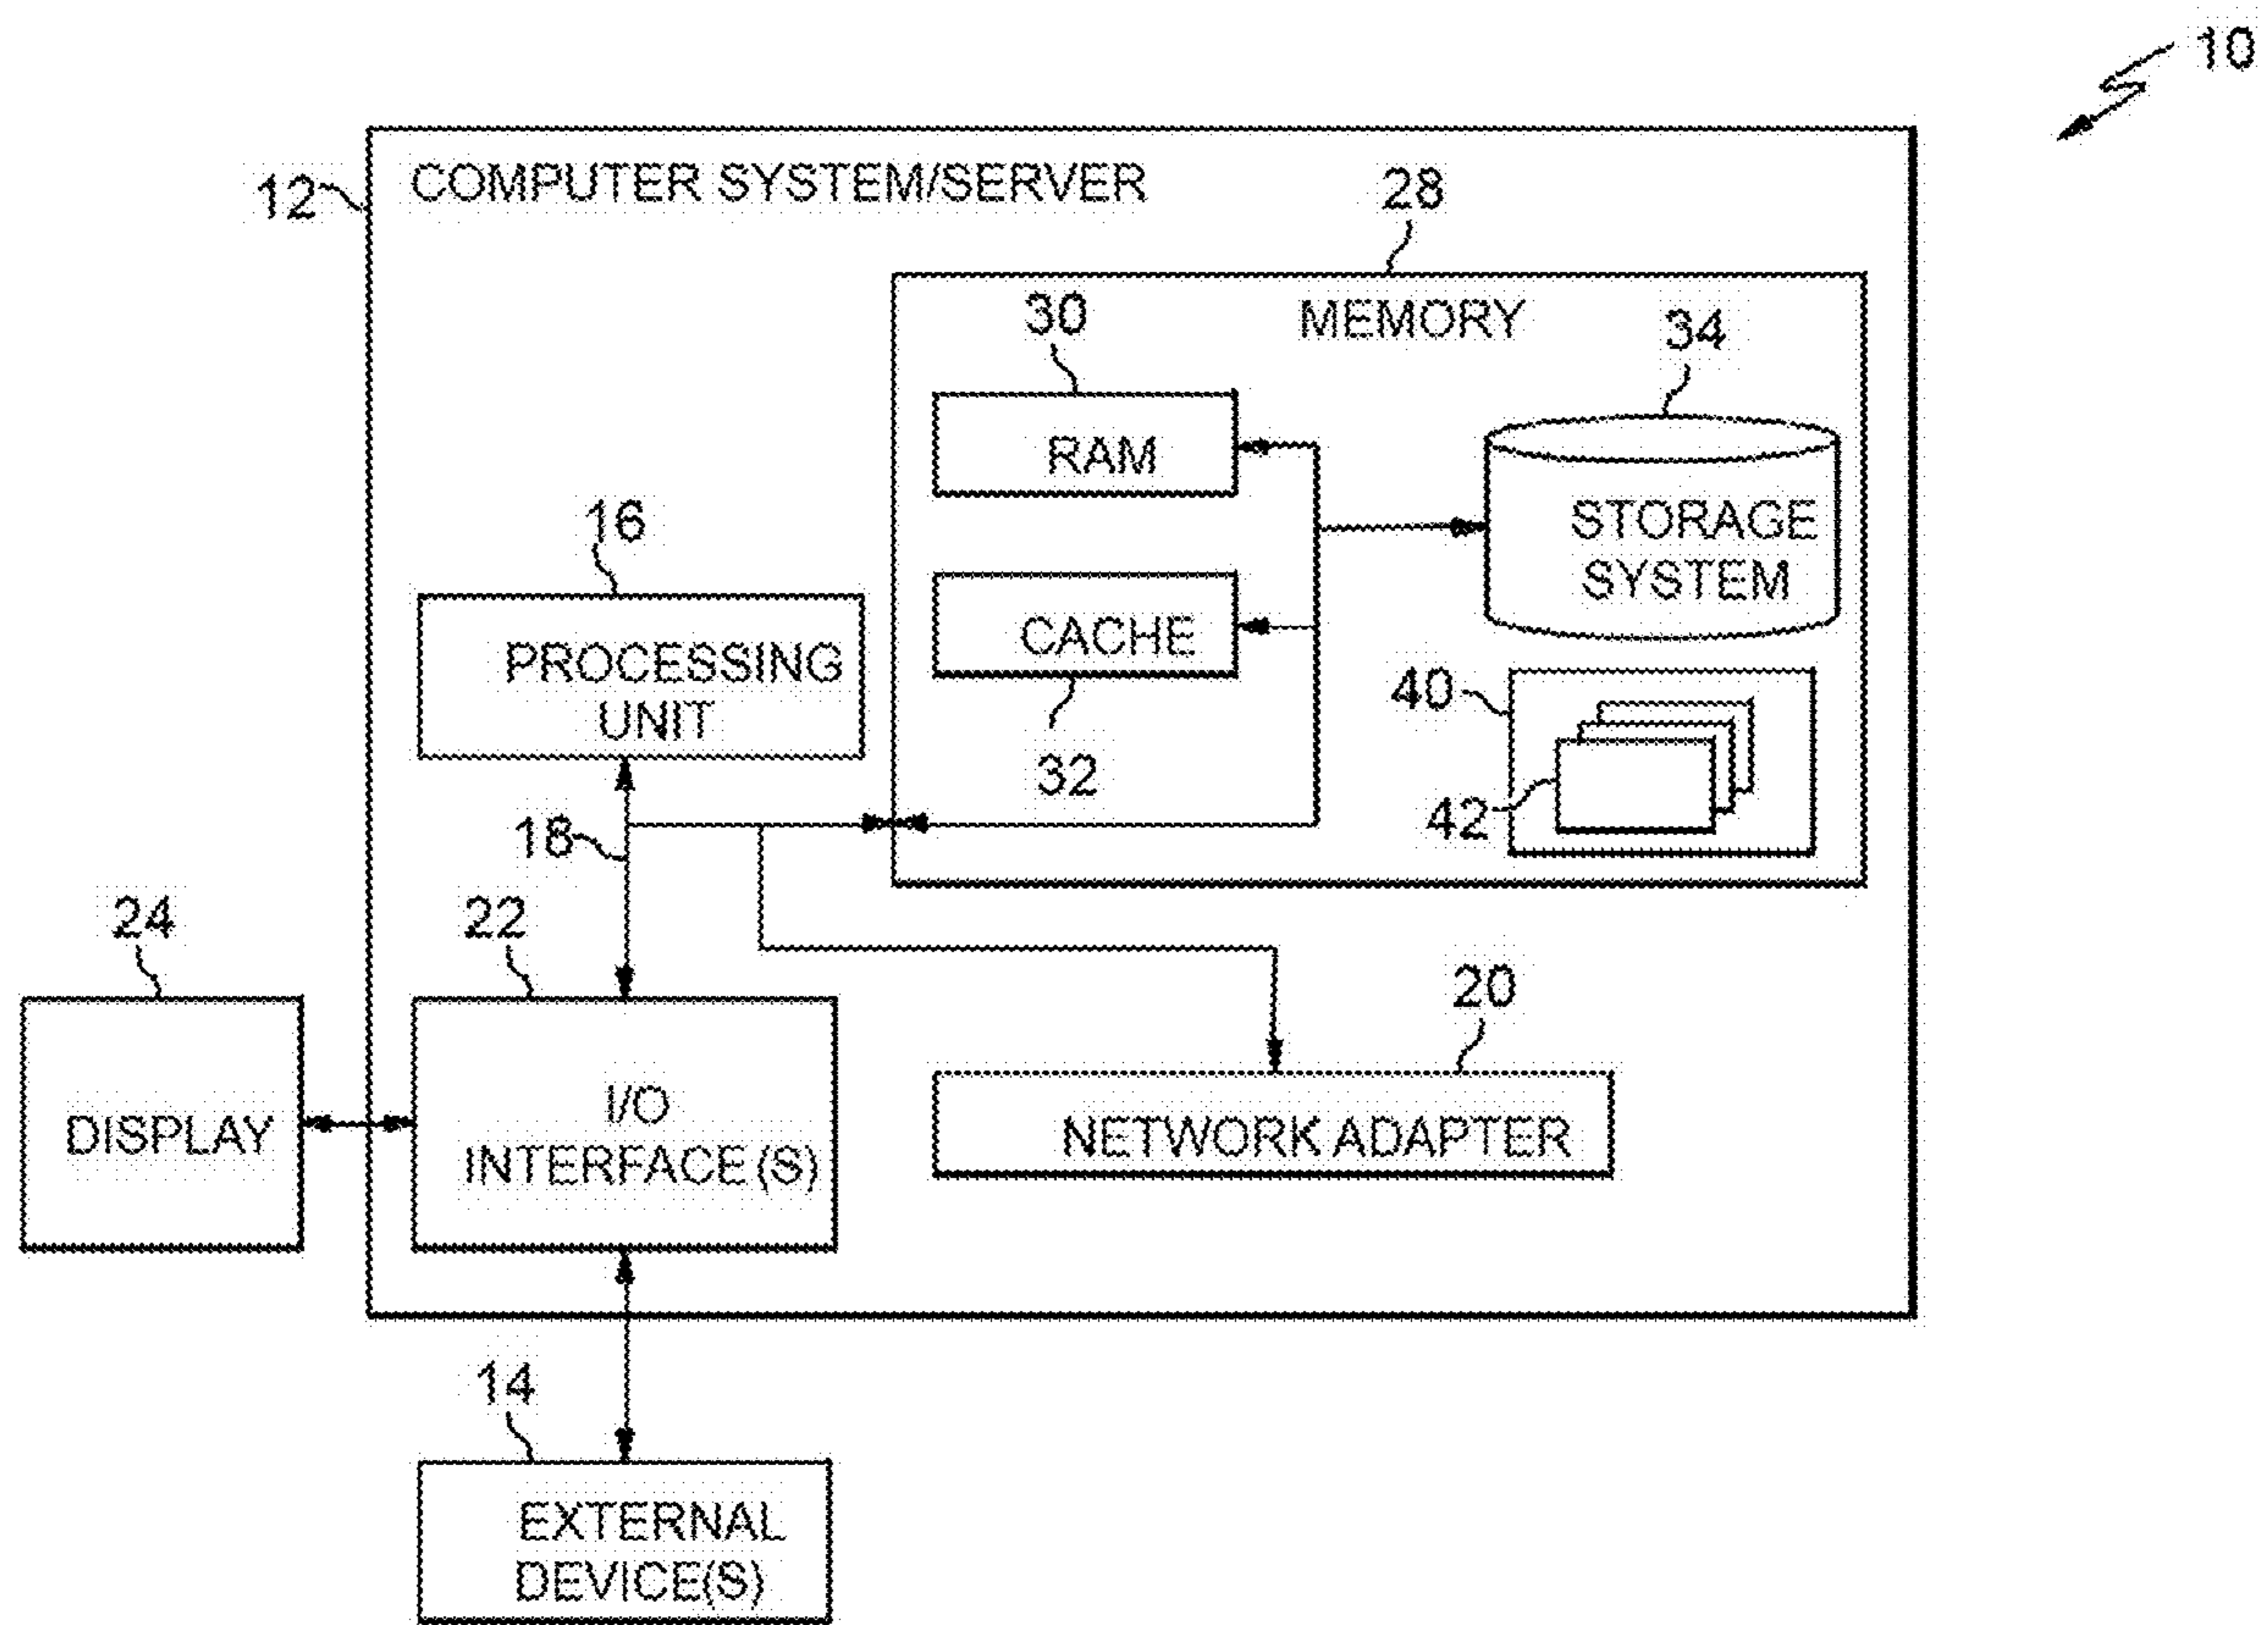 10
12
COMPUTER SYSTEM/SERVER
28
MEMORY
30
RAM
34
STORAGE
SYSTEM
16
PROCESSING
UNIT
CACHE
32
40
42
18
24
DISPLAY
22
I/O
INTERFACE(S)
20
NETWORK ADAPTER
14
EXTERNAL
DEVICE(S)